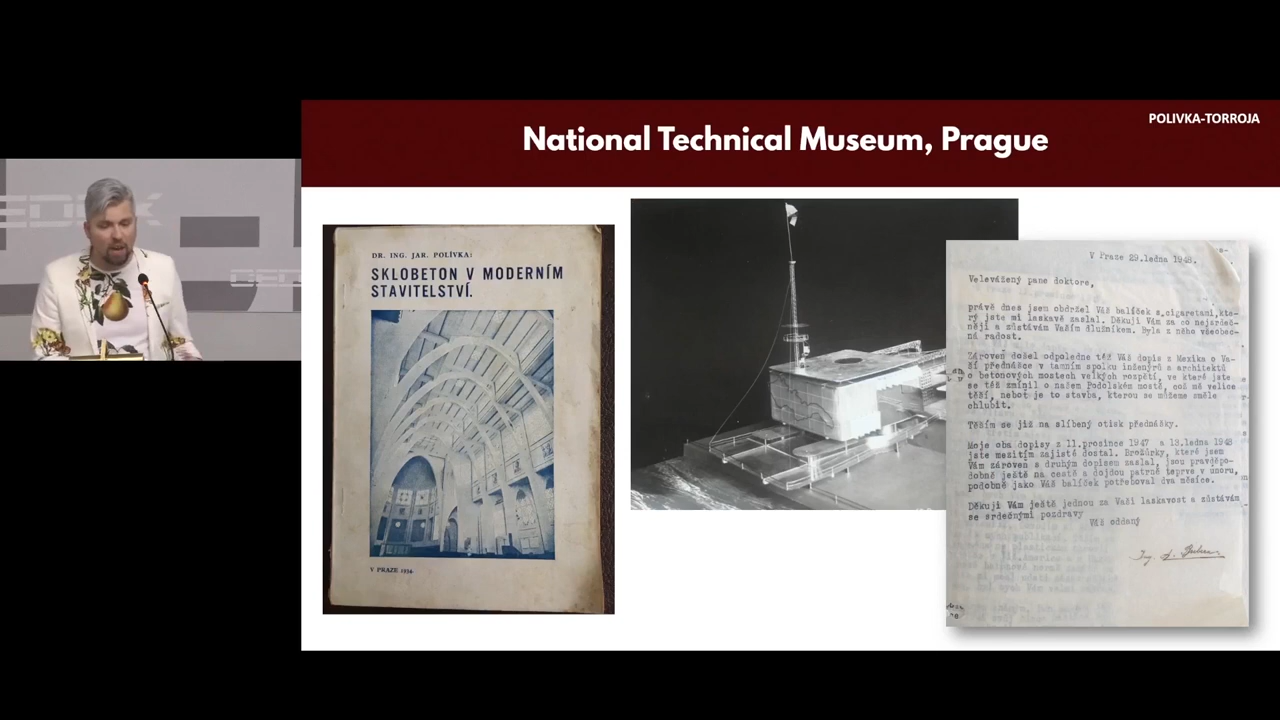 POLIVKA-TORROJA
National Technical Museum, Prague
DR. ING. JAR. POLÍVKA:
SKLOBETON V MODERNÍM
STAVITELSTVÍ.
V PRAZE 1934
V Praze 29.ledna 1948.
Velevážený pane doktore,
právě dnes jsem obdržel Váš balíček s cigaretami, kte-
rý jste mi laskavě zaslal. Děkuji Vám za co nejsrdeč-
něji a zůstávám Vaším dlužníkem. Byla z něho všeobec-
ná radost.
Zároveň došel odpoledne též Váš dopis z Mexika o Va-
ší přednášce v tamním spolku inženýrů a architektů
o betonových mostech velkých rozpětí, ve které jste
se též zmínil o našem Podolském mostě, což mě velice
těší, neboť je to stavba, kterou se můžeme směle
chlubit.
Těším se již na slíbený otisk přednášky.
Moje oba dopisy z 11.prosince 1947 a 18.ledna 1948
jste mezitím zajisté dostal. Brožurky, které jsem
Vám zároveň s druhým dopisem zaslal, jsou pravděpo-
dobně ještě na cestě a dojdou patrně teprve v únoru,
podobně jako Váš balíček potřeboval dva měsíce.
Děkuji Vám ještě jednou za Vaši laskavost a zůstávám
se srdečnými pozdravy
Váš oddaný
Ing.